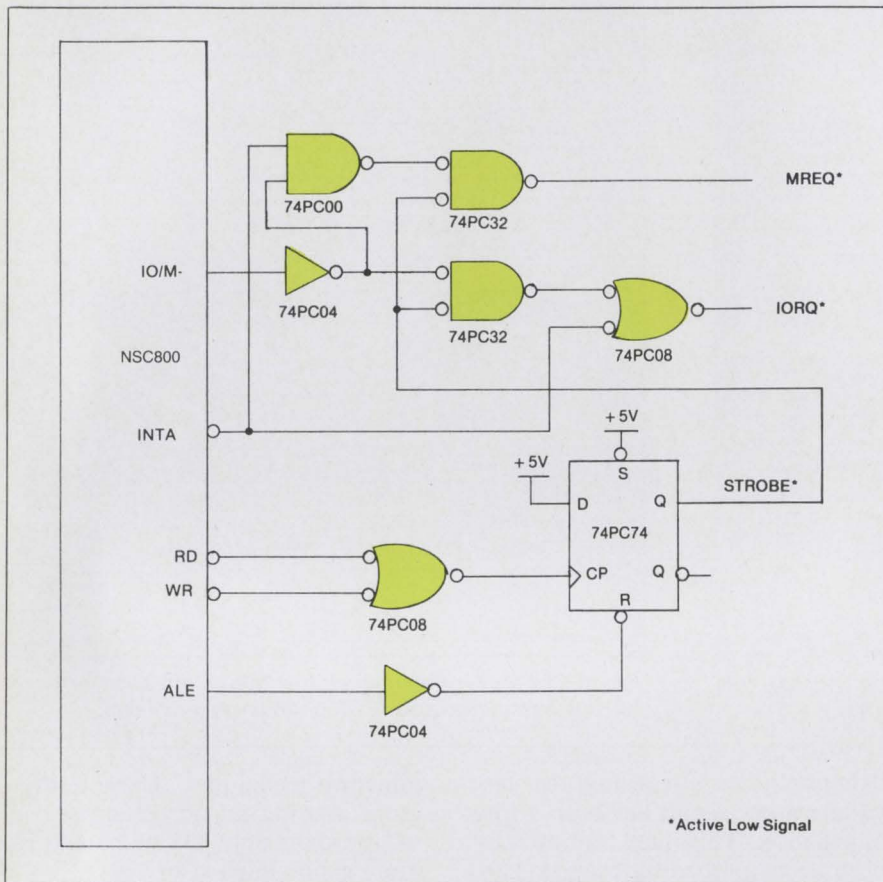 74PC00
74PC32
MREQ*
IO/M-
74PC04
74PC32
74PC08
IORQ*
NSC800
INTA
+5V
+5V
S
D
Q
STROBE*
74PC74
RD
CP
Q
WR
R
74PC08
ALE
74PC04
*Active Low Signal